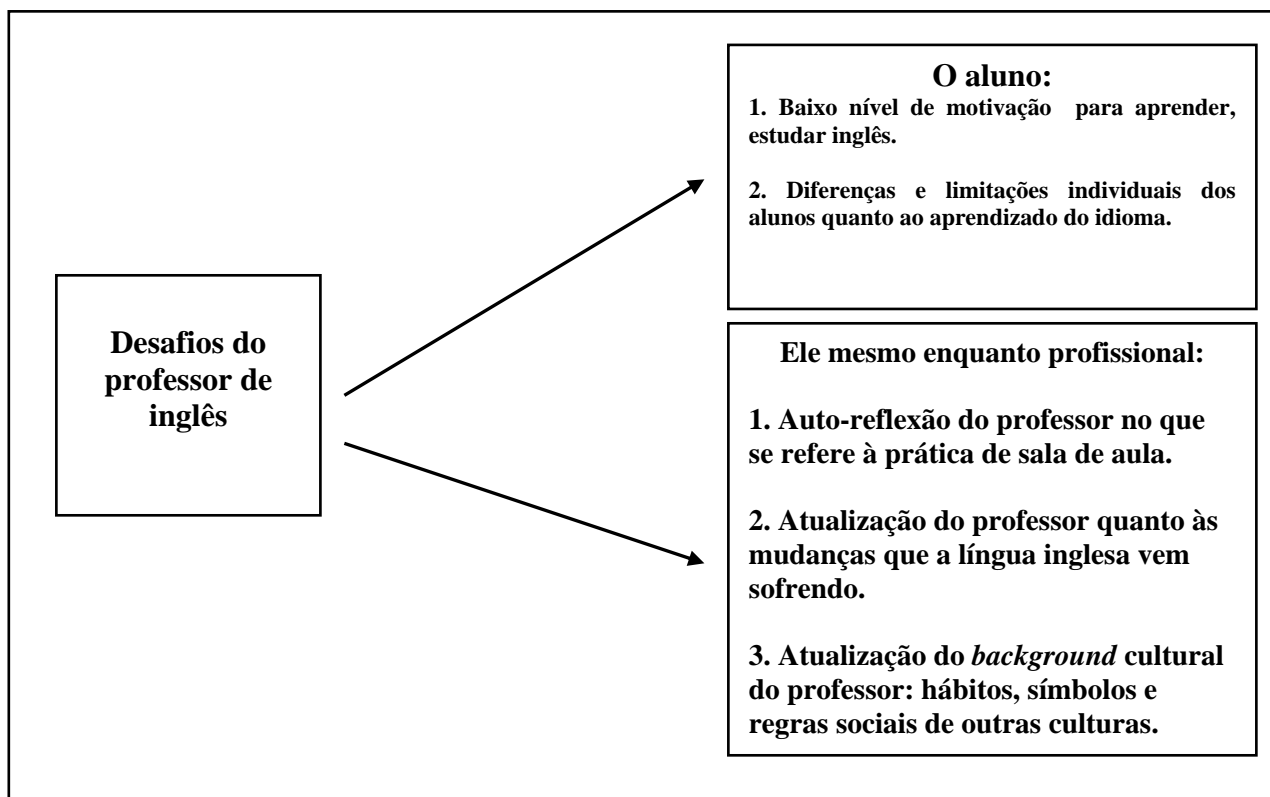 Desafios do
professor de
inglês
O aluno:
1. Baixo nível de motivação para aprender,
estudar inglês.
2. Diferenças e limitações individuais dos
alunos quanto ao aprendizado do idioma.
Ele mesmo enquanto profissional:
1. Auto-reflexão do professor no que
se refere à prática de sala de aula.
2. Atualização do professor quanto às
mudanças que a língua inglesa vem
sofrendo.
3. Atualização do background cultural
do professor: hábitos, símbolos e
regras sociais de outras culturas.